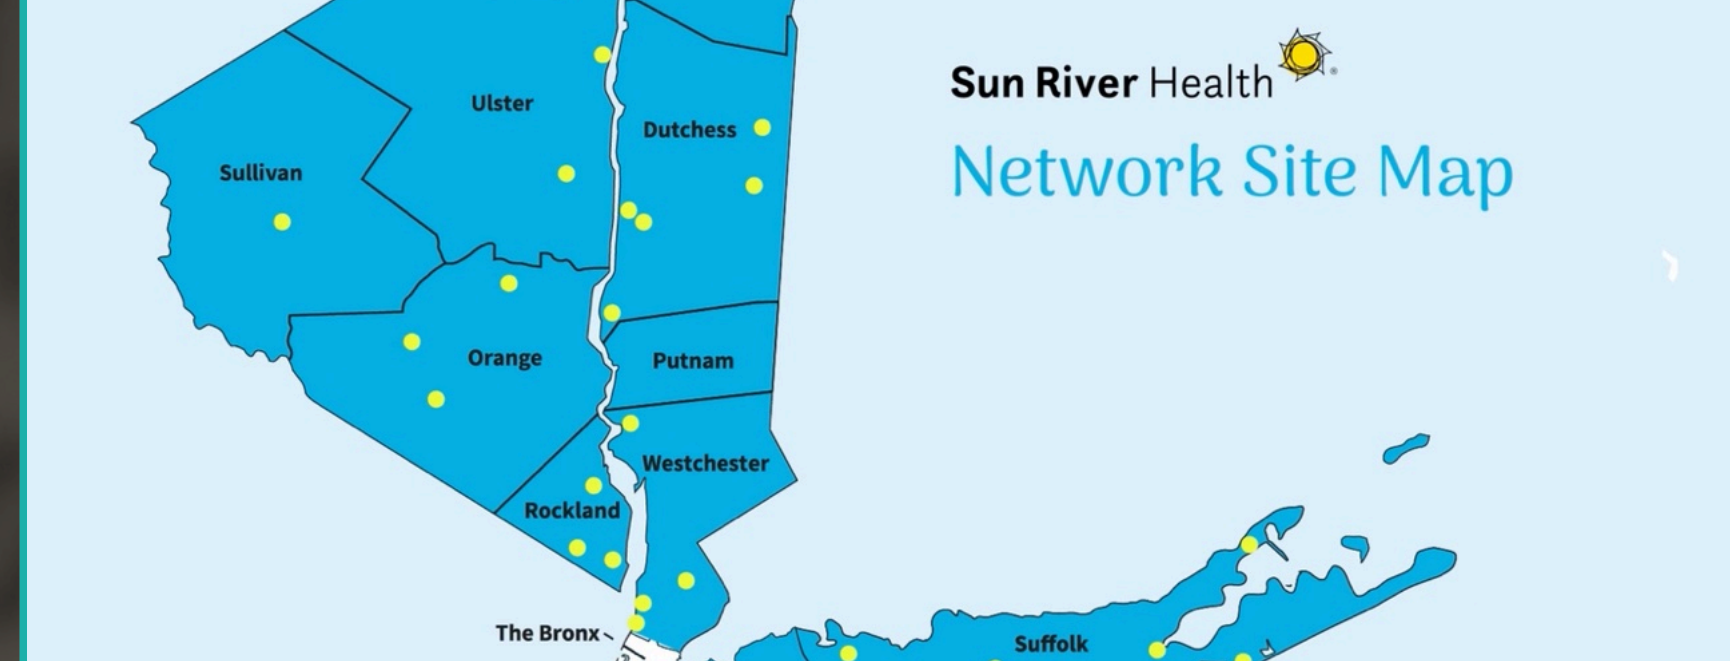 Sun River Health ®
Network Site Map
Ulster
Dutchess
Sullivan
Orange
Putnam
Westchester
Rockland
The Bronx
Suffolk